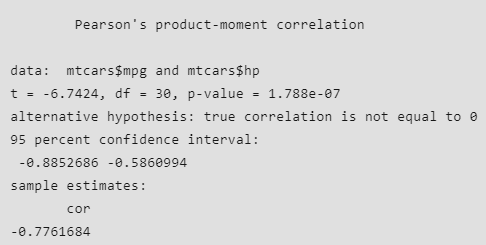 Pearson's product-moment correlation
data:  mtcars$mpg and mtcars$hp
t = -6.7424, df = 30, p-value = 1.788e-07
alternative hypothesis: true correlation is not equal to 0
95 percent confidence interval:
-0.8852686 -0.5860994
sample estimates:
cor
-0.7761684